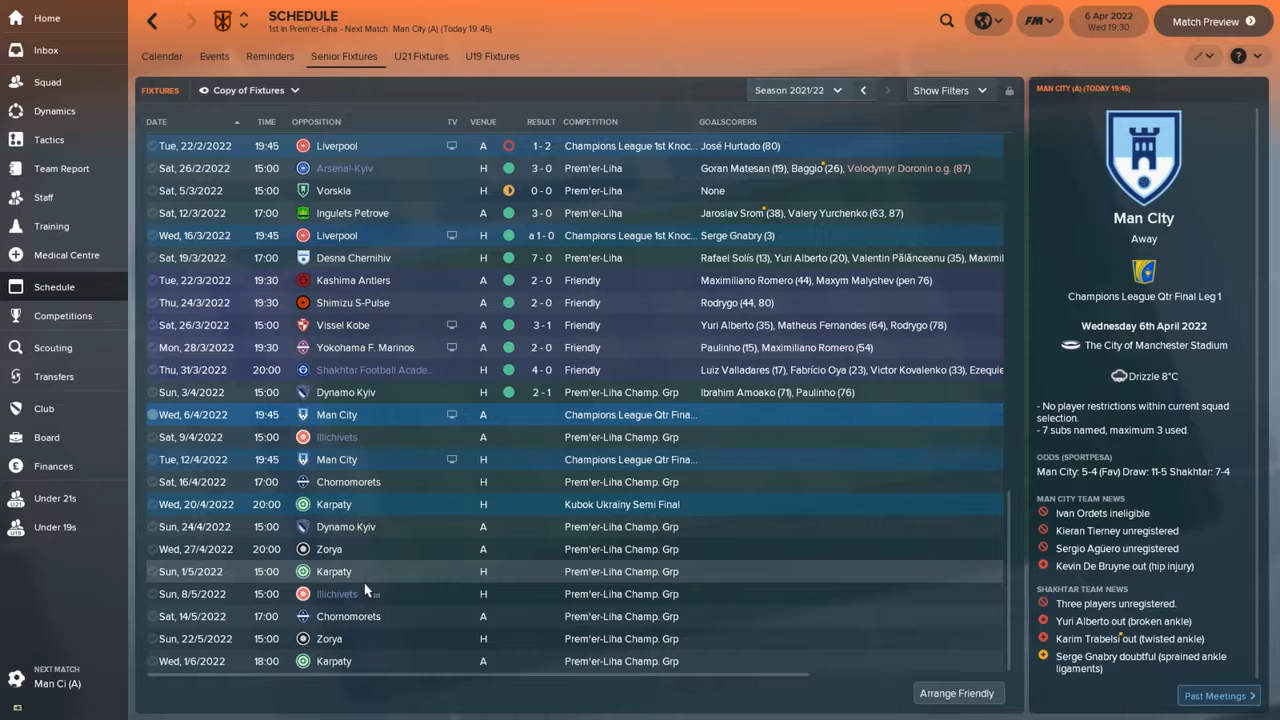 Home
Inbox
Squad
Dynamics
Tactics
Team Report
Staff
Training
Medical Centre
Schedule
Competitions
Scouting
Transfers
Club
Board
Finances
U21
Under 21s
U19
Under 19s
NEXT MATCH
Man Ci (A)
SCHEDULE
1st in Prem'er-Liha - Next Match: Man City (A) (Today 19:45)
FM
6 Apr 2022
Wed 19:30
Match Preview
Calendar Events Reminders Senior Fixtures U21 Fixtures U19 Fixtures
?
FIXTURES Copy of Fixtures Season 2021/22 Show Filters
DATE TIME OPPOSITION TV VENUE RESULT COMPETITION GOALSCORERS
Tue, 22/2/2022 19:45 Liverpool A 1 - 2 Champions League 1st Knoc... José Hurtado (80)
Sat, 26/2/2022 15:00 Arsenal-Kyiv H 3 - 0 Prem'er-Liha Goran Matesan (19), Baggio (26), Volodymyr Doronin o.g. (87)
Sat, 5/3/2022 15:00 Vorskla H 0 - 0 Prem'er-Liha None
Sat, 12/3/2022 17:00 Ingulets Petrove A 3 - 0 Prem'er-Liha Jaroslav Srom (38), Valery Yurchenko (63, 87)
Wed, 16/3/2022 19:45 Liverpool H a 1 - 0 Champions League 1st Knoc... Serge Gnabry (3)
Sat, 19/3/2022 17:00 Desna Chernihiv H 7 - 0 Prem'er-Liha Rafael Solís (13), Yuri Alberto (20), Valentin Pălănceanu (35), Maximil
Tue, 22/3/2022 19:30 Kashima Antlers A 2 - 0 Friendly Maximiliano Romero (44), Maxym Malyshev (pen 76)
Thu, 24/3/2022 19:30 Shimizu S-Pulse A 2 - 0 Friendly Rodrygo (44, 80)
Sat, 26/3/2022 15:00 Vissel Kobe A 3 - 1 Friendly Yuri Alberto (35), Matheus Fernandes (64), Rodrygo (78)
Mon, 28/3/2022 19:30 Yokohama F. Marinos A 2 - 0 Friendly Paulinho (15), Maximiliano Romero (54)
Thu, 31/3/2022 20:00 Shakhtar Football Acade... H 4 - 0 Friendly Luiz Valladares (17), Fabrício Oya (23), Victor Kovalenko (33), Ezequie
Sun, 3/4/2022 15:00 Dynamo Kyiv H 2 - 1 Prem'er-Liha Champ. Grp Ibrahim Amoako (71), Paulinho (76)
Wed, 6/4/2022 19:45 Man City A Champions League Qtr Fina...
Sat, 9/4/2022 15:00 Illichivets A Prem'er-Liha Champ. Grp
Tue, 12/4/2022 19:45 Man City H Champions League Qtr Fina...
Sat, 16/4/2022 17:00 Chornomorets H Prem'er-Liha Champ. Grp
Wed, 20/4/2022 20:00 Karpaty H Kubok Ukraïny Semi Final
Sun, 24/4/2022 15:00 Dynamo Kyiv A Prem'er-Liha Champ. Grp
Wed, 27/4/2022 20:00 Zorya A Prem'er-Liha Champ. Grp
Sun, 1/5/2022 15:00 Karpaty H Prem'er-Liha Champ. Grp
Sun, 8/5/2022 15:00 Illichivets H Prem'er-Liha Champ. Grp
Sat, 14/5/2022 17:00 Chornomorets A Prem'er-Liha Champ. Grp
Sun, 22/5/2022 15:00 Zorya H Prem'er-Liha Champ. Grp
Wed, 1/6/2022 18:00 Karpaty A Prem'er-Liha Champ. Grp
Arrange Friendly
MAN CITY (A) (TODAY 19:45)
Man City
Away
Champions League Qtr Final Leg 1
Wednesday 6th April 2022
The City of Manchester Stadium
Drizzle 8°C
- No player restrictions within current squad
selection.
- 7 subs named, maximum 3 used.
ODDS (SPORTPESA)
Man City: 5-4 (Fav) Draw: 11-5 Shakhtar: 7-4
MAN CITY TEAM NEWS
Ivan Ordets ineligible
Kieran Tierney unregistered
Sergio Agüero unregistered
Kevin De Bruyne out (hip injury)
SHAKHTAR TEAM NEWS
Three players unregistered.
Yuri Alberto out (broken ankle)
Karim Trabelsi out (twisted ankle)
Serge Gnabry doubtful (sprained ankle
ligaments)
Past Meetings